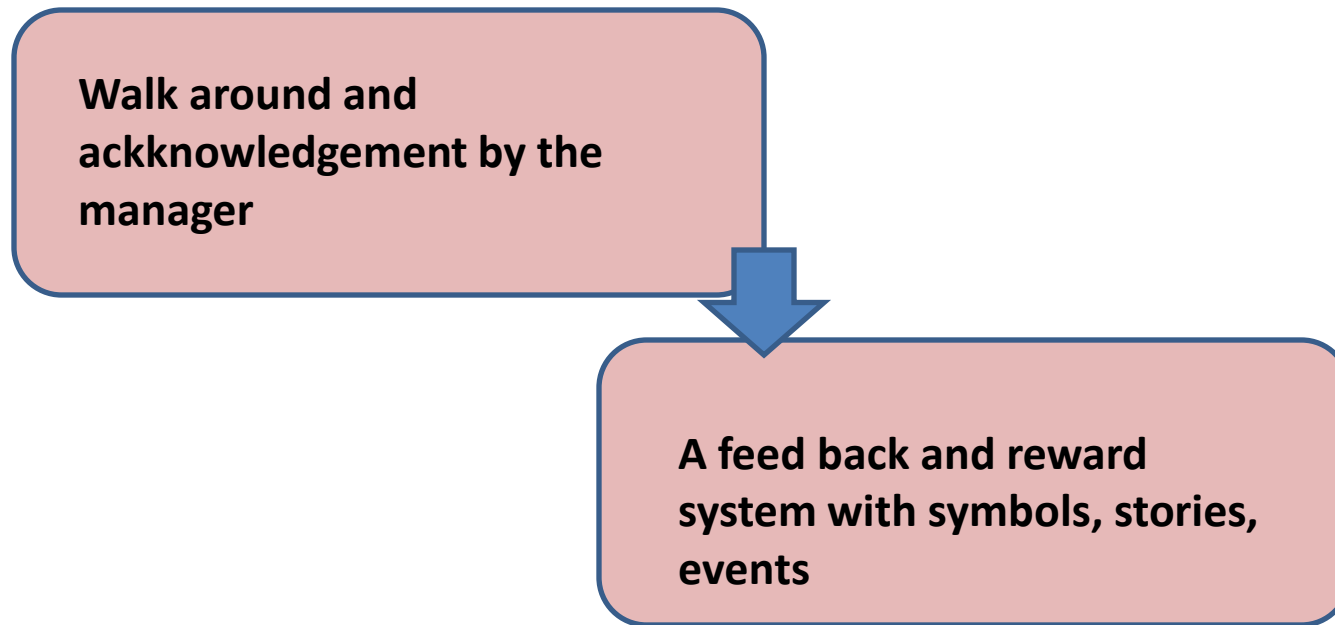 Walk around and
ackknowledgement by the
manager
A feed back and reward
system with symbols, stories,
events